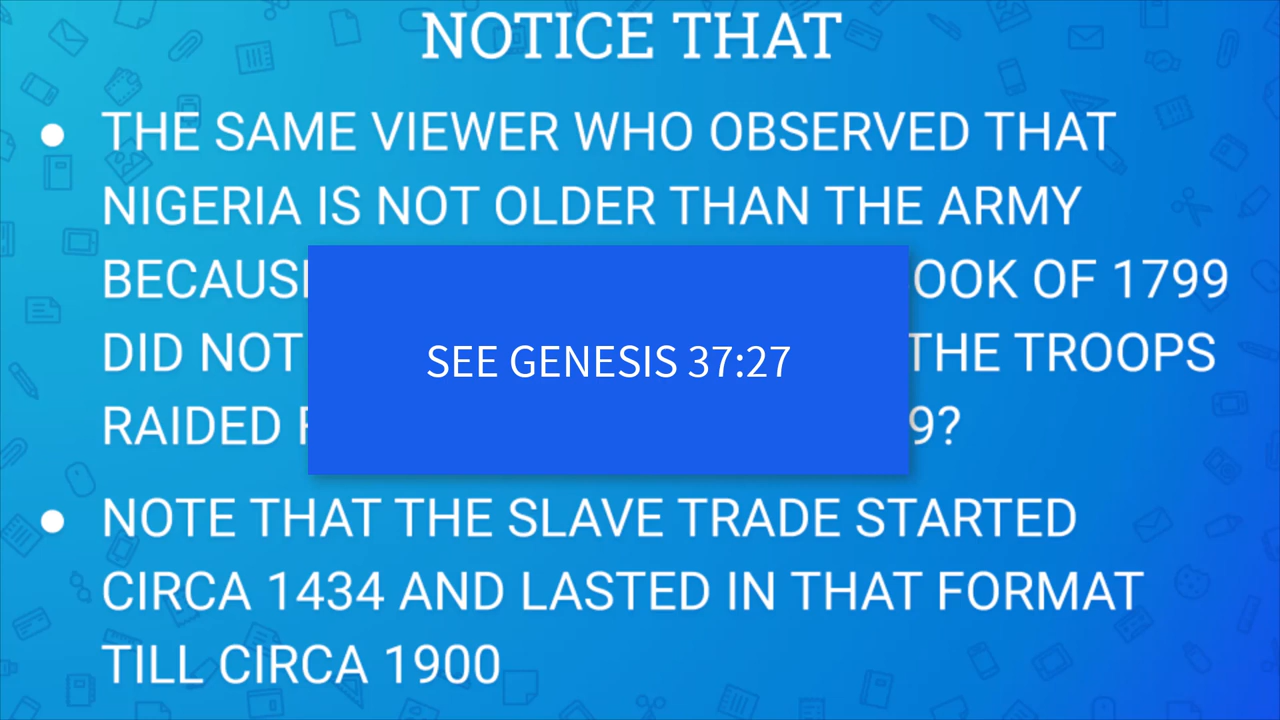 NOTICE THAT
• THE SAME VIEWER WHO OBSERVED THAT
NIGERIA IS NOT OLDER THAN THE ARMY
OOK OF 1799
DID NOT THE TROOPS
RAIDED 9?
SEE GENESIS 37:27
• NOTE THAT THE SLAVE TRADE STARTED
CIRCA 1434 AND LASTED IN THAT FORMAT
TILL CIRCA 1900